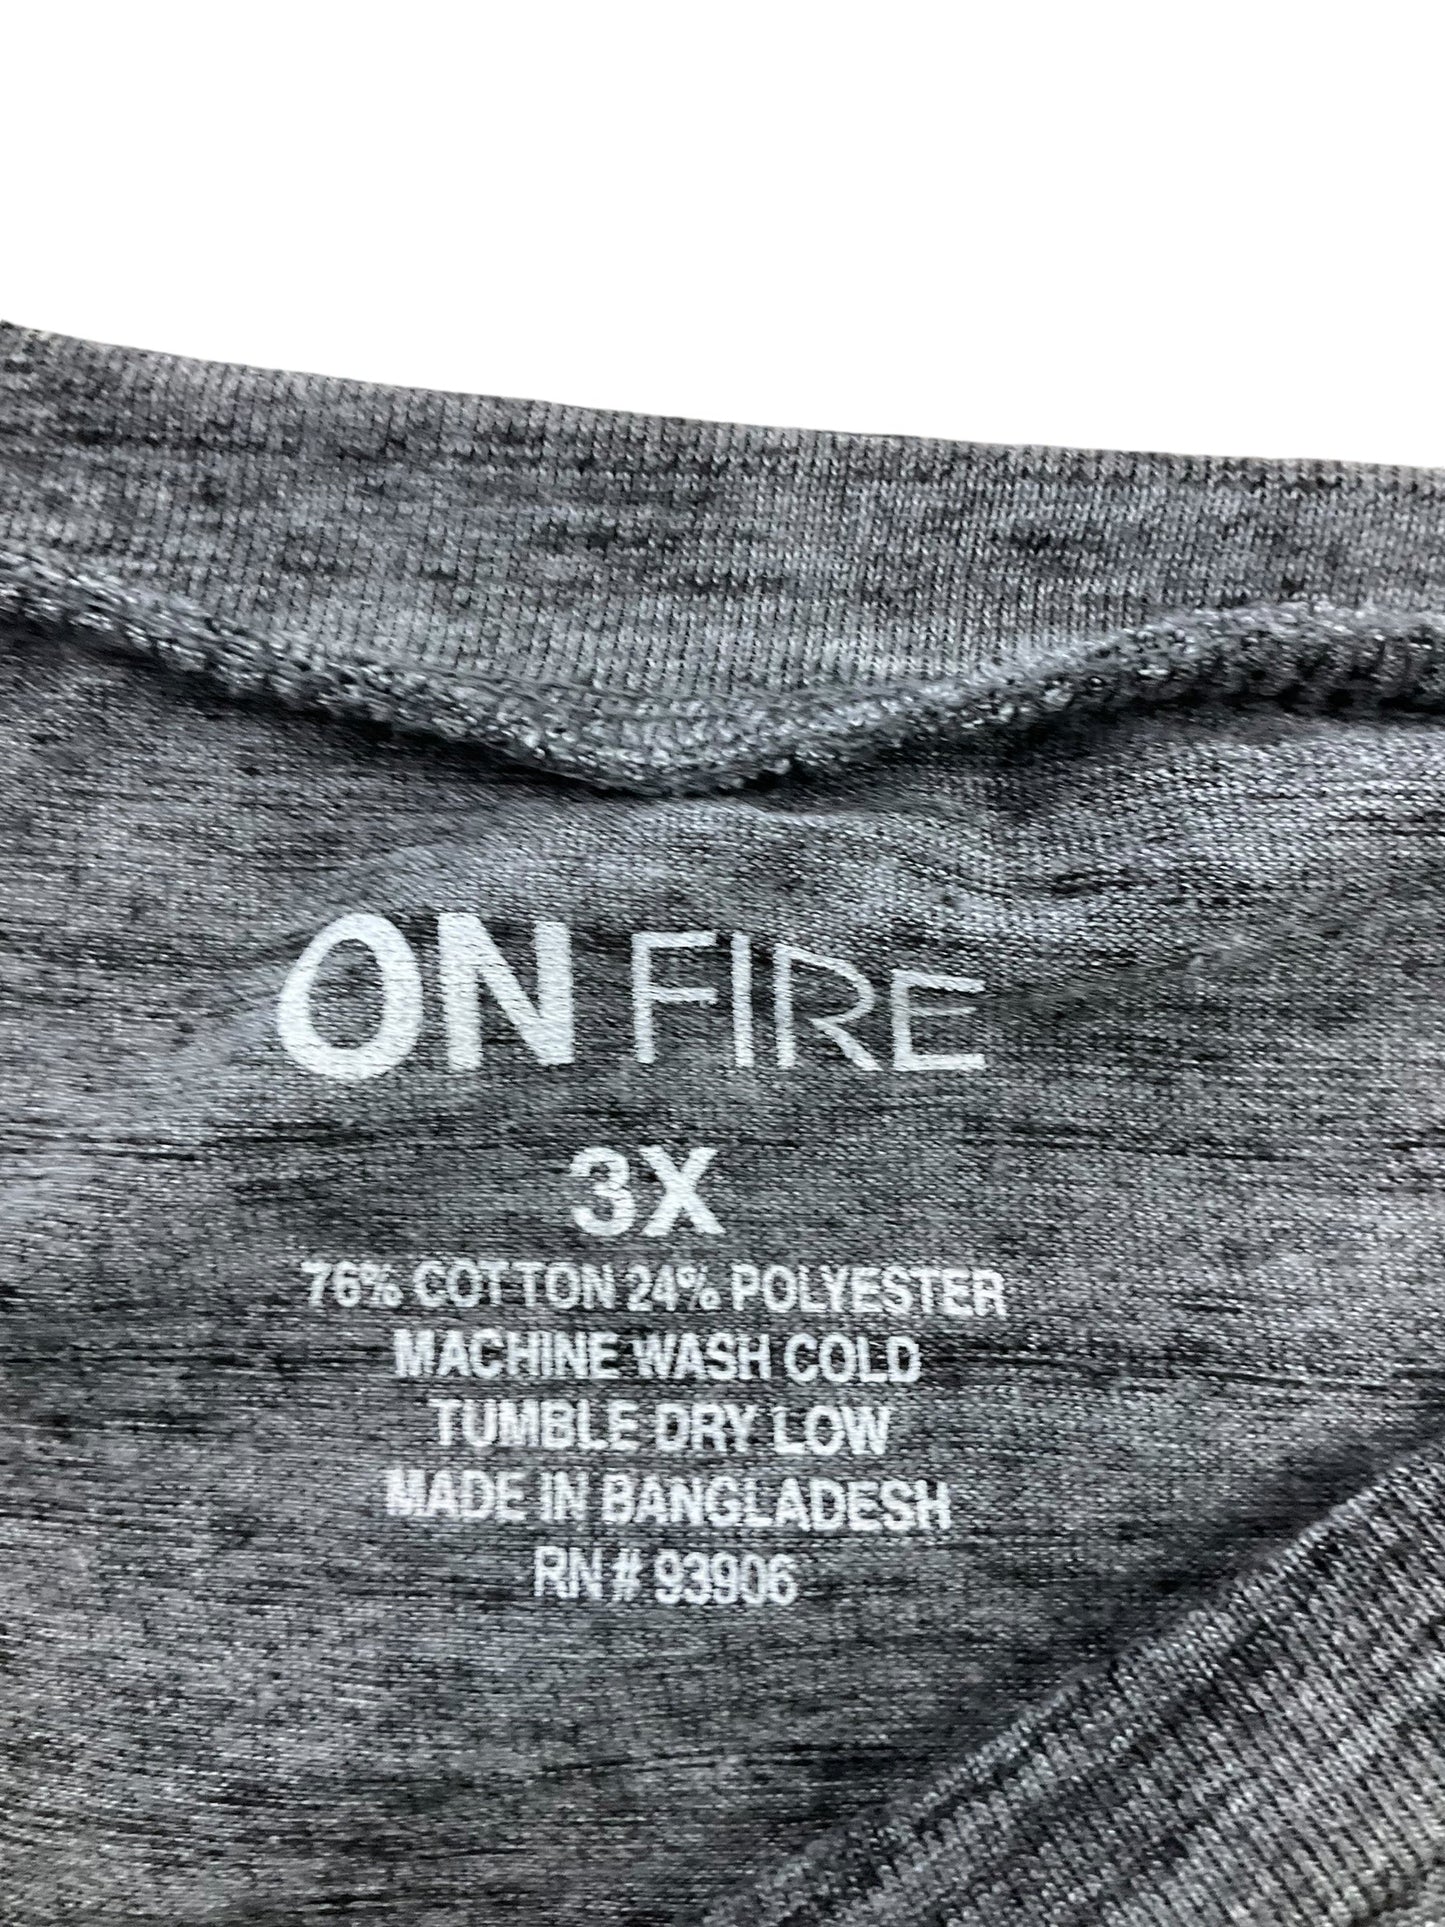 ON FIRE
3X
76% COTTON 24% POLYESTER
MACHINE WASH COLD
TUMBLE DRY LOW
MADE IN BANGLADESH
RN # 93906